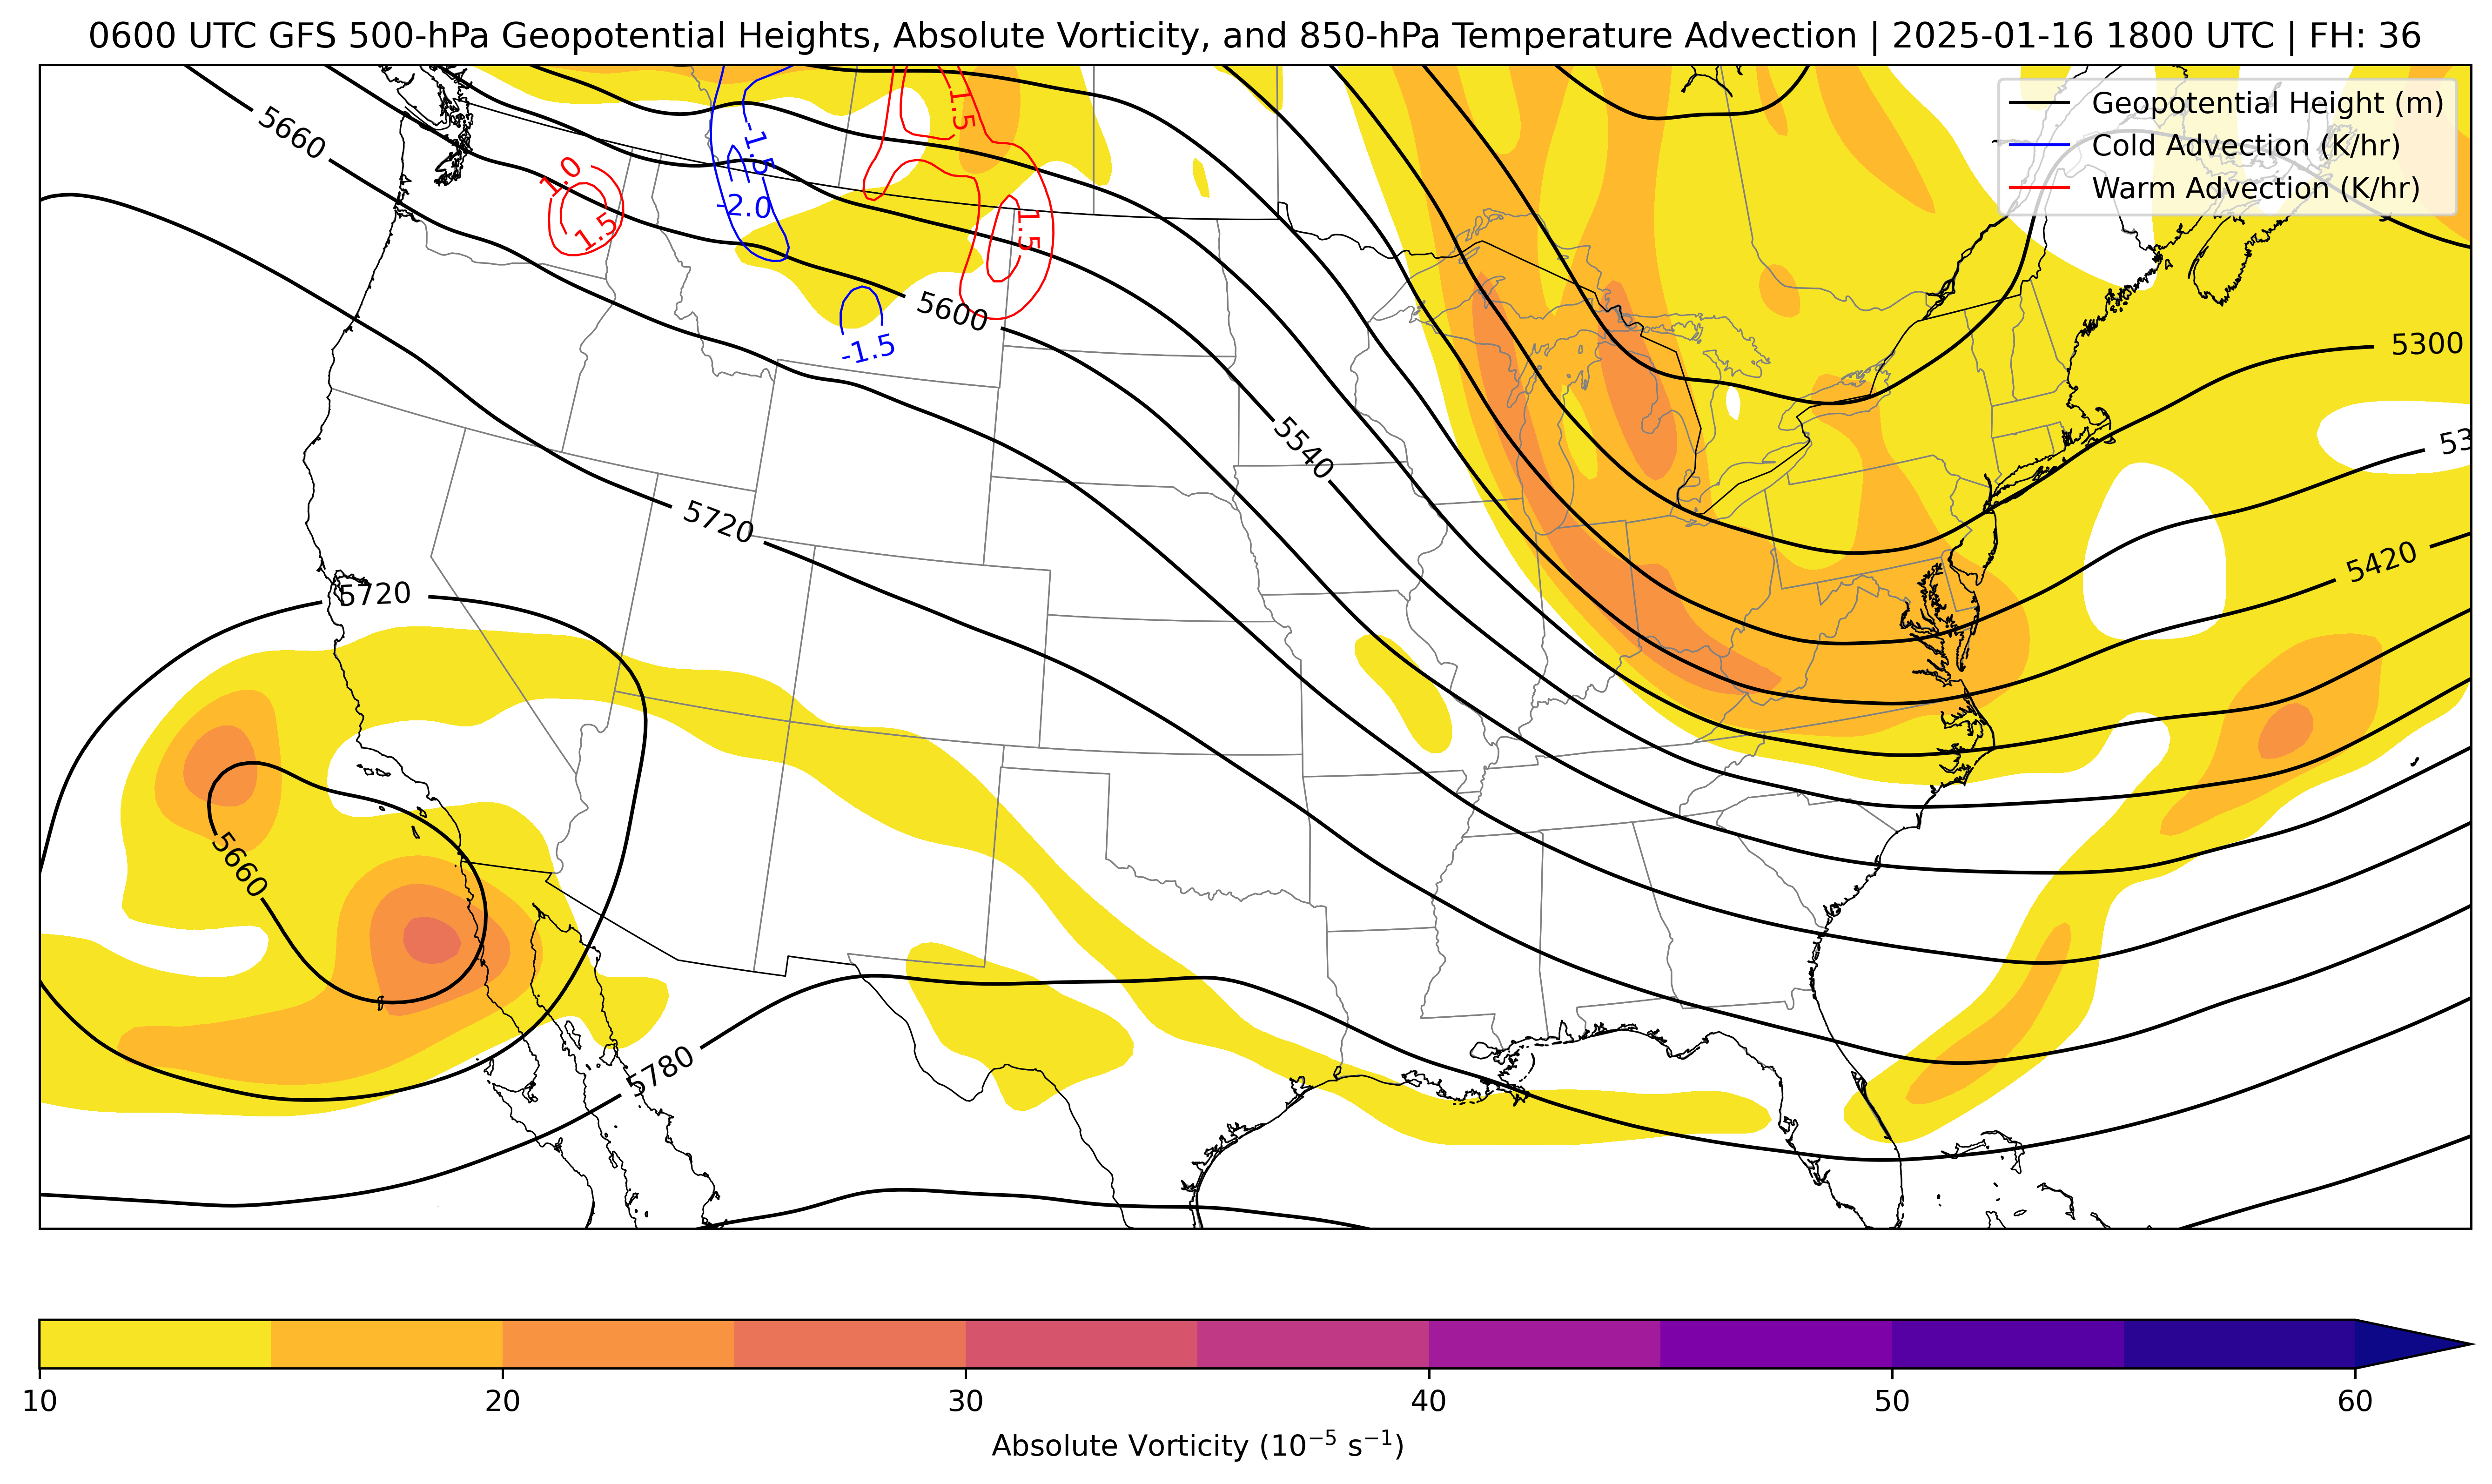 0600 UTC GFS 500-hPa Geopotential Heights, Absolute Vorticity, and 850-hPa Temperature Advection | 2025-01-16 1800 UTC | FH: 36
Geopotential Height (m)
Cold Advection (K/hr)
Warm Advection (K/hr)
5660
1.0
1.5
-1.5
-2.0
1.5
1.5
-1.5
5600
5300
53
5540
5720
5720
5420
5660
5780
10 20 30 40 50 60
Absolute Vorticity (10⁻⁵ s⁻¹)